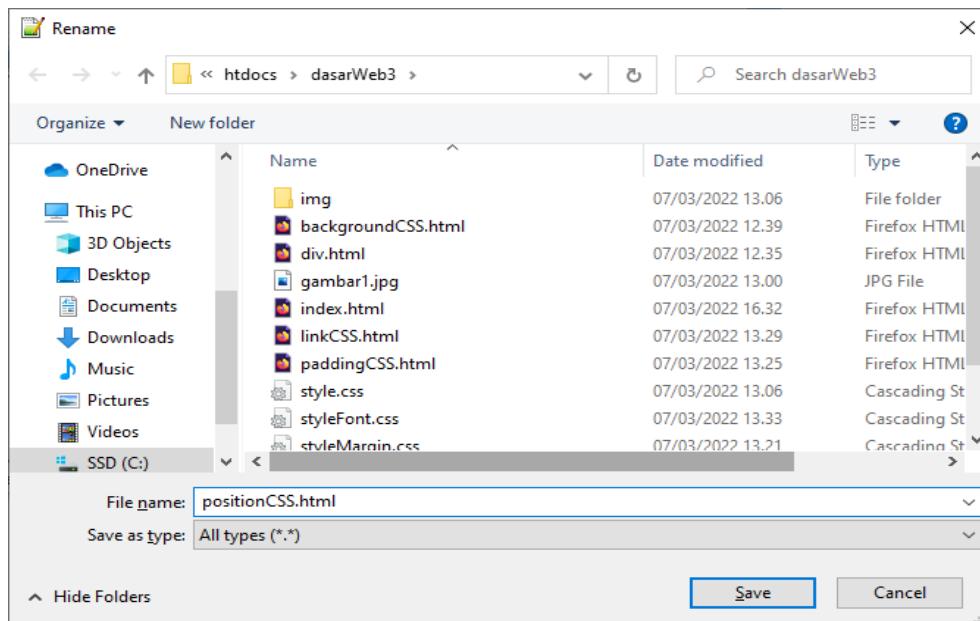 Rename
« htdocs › dasarWeb3 ›
Search dasarWeb3
Organize
New folder
?
OneDrive
This PC
3D Objects
Desktop
Documents
Downloads
Music
Pictures
Videos
SSD (C:)
Name Date modified Type
img 07/03/2022 13.06 File folder
backgroundCSS.html 07/03/2022 12.39 Firefox HTML
div.html 07/03/2022 12.35 Firefox HTML
gambar1.jpg 07/03/2022 13.00 JPG File
index.html 07/03/2022 16.32 Firefox HTML
linkCSS.html 07/03/2022 13.29 Firefox HTML
paddingCSS.html 07/03/2022 13.25 Firefox HTML
style.css 07/03/2022 13.06 Cascading St
styleFont.css 07/03/2022 13.33 Cascading St
styleMargin.css 07/03/2022 13.21 Cascading St
File name: positionCSS.html
Save as type: All types (*.*)
Hide Folders
Save
Cancel